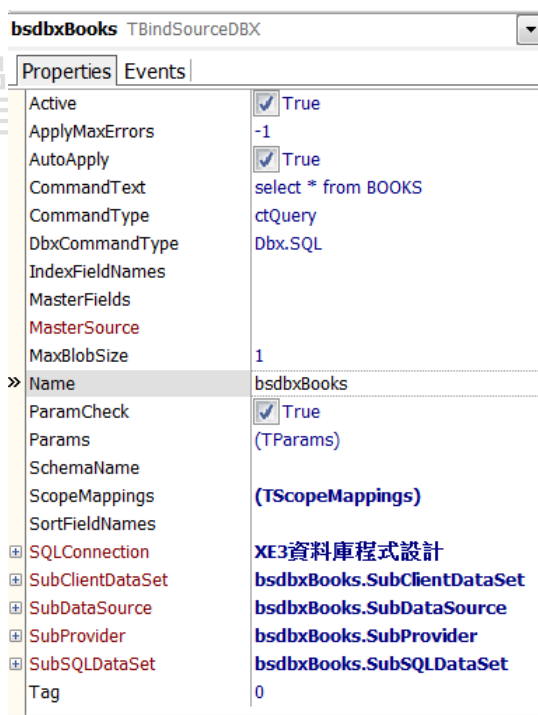 bsdbxBooks TBindSourceDBX
Properties Events
Active True
ApplyMaxErrors -1
AutoApply True
CommandText select * from BOOKS
CommandType ctQuery
DbxCommandType Dbx.SQL
IndexFieldNames
MasterFields
MasterSource
MaxBlobSize 1
» Name bsdbxBooks
ParamCheck True
Params (TParams)
SchemaName
ScopeMappings (TScopeMappings)
SortFieldNames
SQLConnection XE3資料庫程式設計
SubClientDataSet bsdbxBooks.SubClientDataSet
SubDataSource bsdbxBooks.SubDataSource
SubProvider bsdbxBooks.SubProvider
SubSQLDataSet bsdbxBooks.SubSQLDataSet
Tag 0